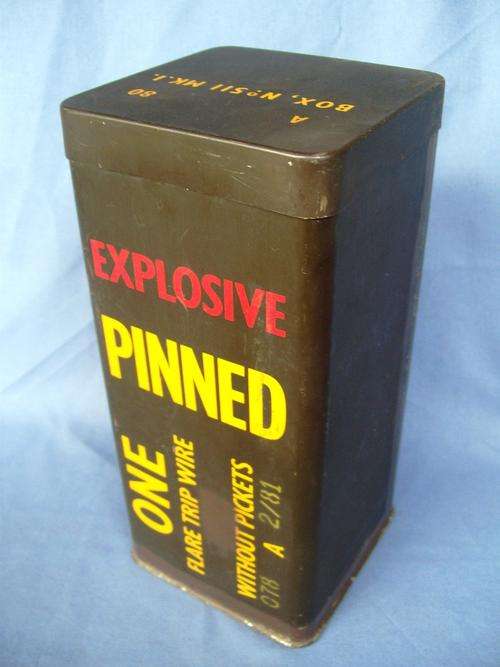 BOX, Nº 511 MK.1.
A 80
EXPLOSIVE
PINNED
ONE
FLARE TRIP WIRE
WITHOUT PICKETS
078 A 2/81